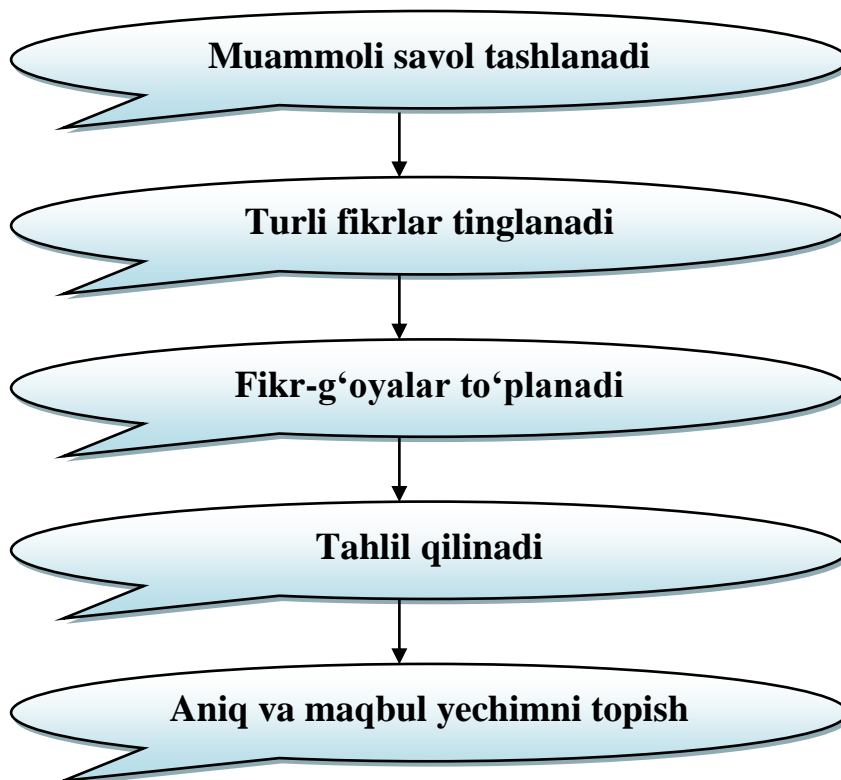 Muammoli savol tashlanadi
Turli fikrlar tinglanadi
Fikr-g‘oyalar to‘planadi
Tahlil qilinadi
Aniq va maqbul yechimni topish